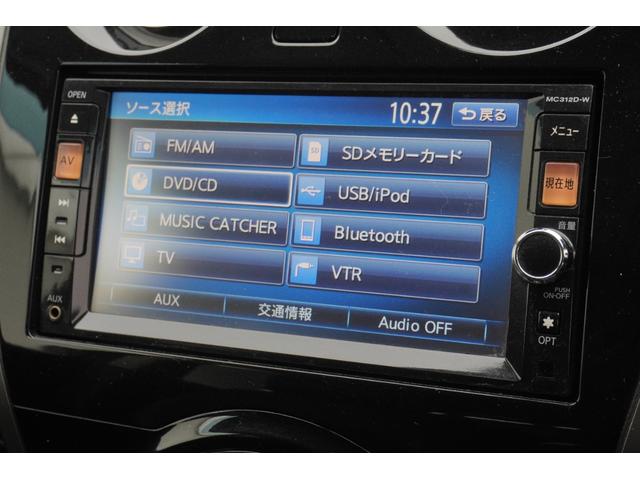 OPEN
MC312D-W
ソース選択
10:37
戻る
メニュー
FM/AM
SDメモリーカード
AV
DVD/CD
USB/iPod
現在地
MUSIC CATCHER
Bluetooth
音量
TV
VTR
PUSH
ON-OFF
AUX
AUX
交通情報
Audio OFF
OPT